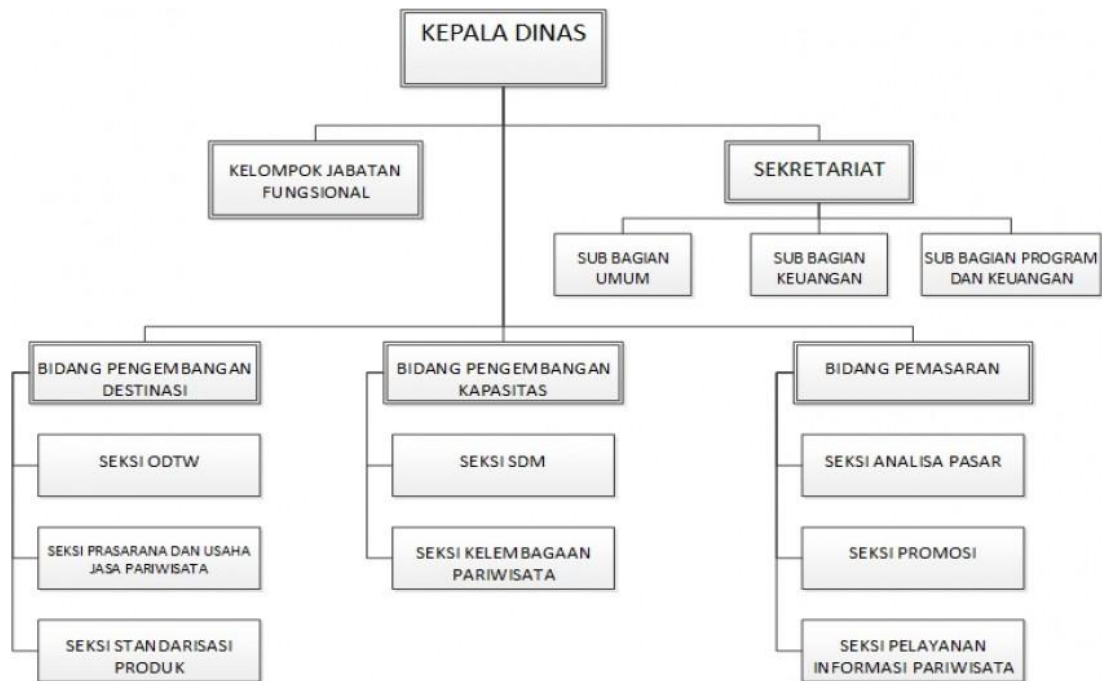 KEPALA DINAS
KELOMPOK JABATAN
FUNGSIONAL
SEKRETARIAT
SUB BAGIAN
UMUM
SUB BAGIAN
KEUANGAN
SUB BAGIAN PROGRAM
DAN KEUANGAN
BIDANG PENGEMBANGAN
DESTINASI
BIDANG PENGEMBANGAN
KAPASITAS
BIDANG PEMASARAN
SEKSI ODTW
SEKSI SDM
SEKSI ANALISA PASAR
SEKSI PRASARANA DAN USAHA
JASA PARIWISATA
SEKSI KELEMBAGAAN
PARIWISATA
SEKSI PROMOSI
SEKSI STANDARISASI
PRODUK
SEKSI PELAYANAN
INFORMASI PARIWISATA